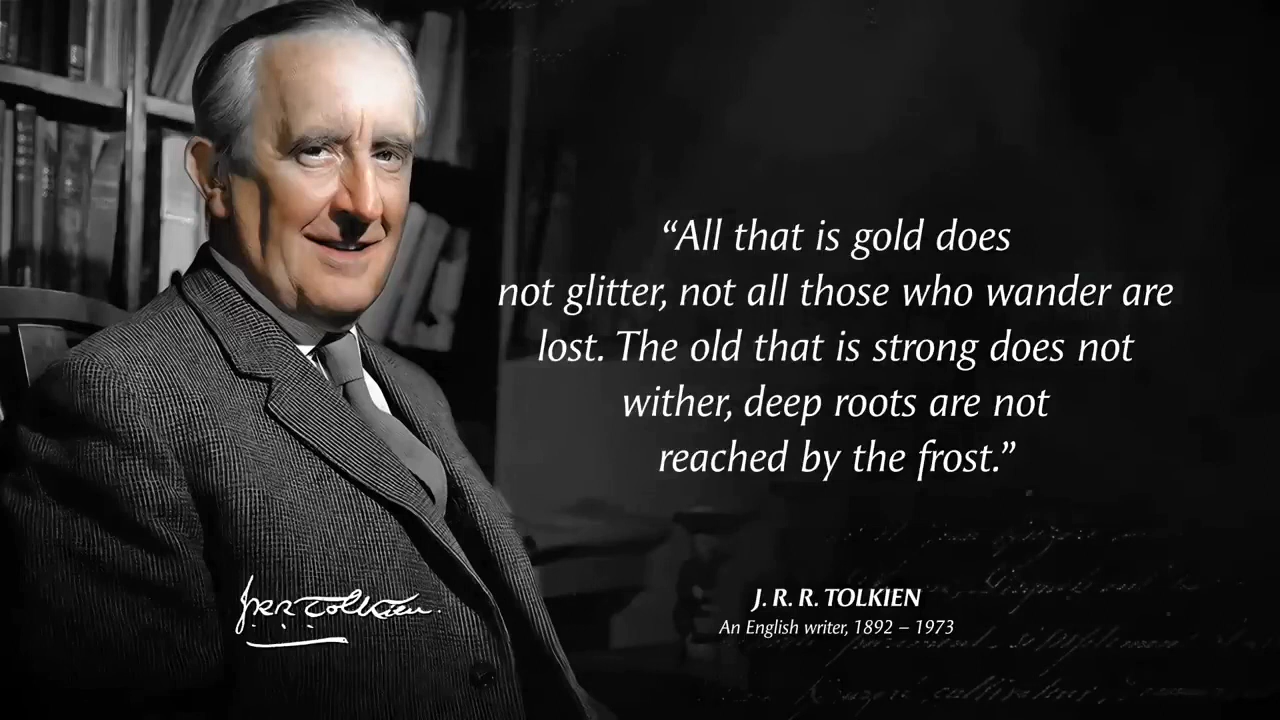 “All that is gold does
not glitter, not all those who wander are
lost. The old that is strong does not
wither, deep roots are not
reached by the frost.”
J.R.R. Tolkien.
J. R. R. TOLKIEN
An English writer, 1892 – 1973